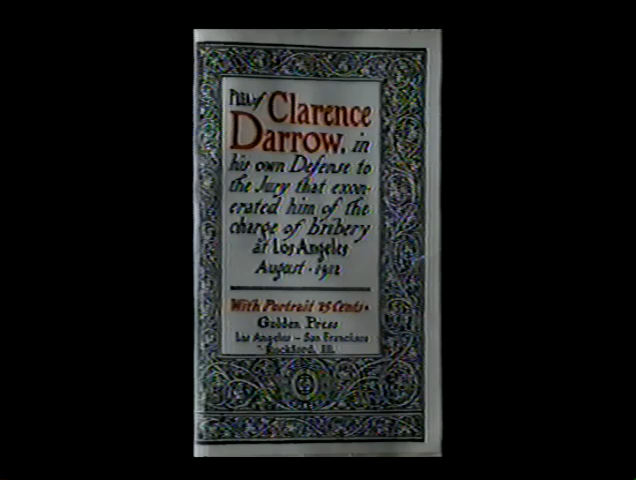 PLEA of Clarence
Darrow, in
his own Defense to
the Jury that exon-
erated him of the
charge of bribery
at Los Angeles
August · 1912
With Portrait 25 Cents·
Golden Press
Los Angeles – San Francisco
Rockford, Ill.